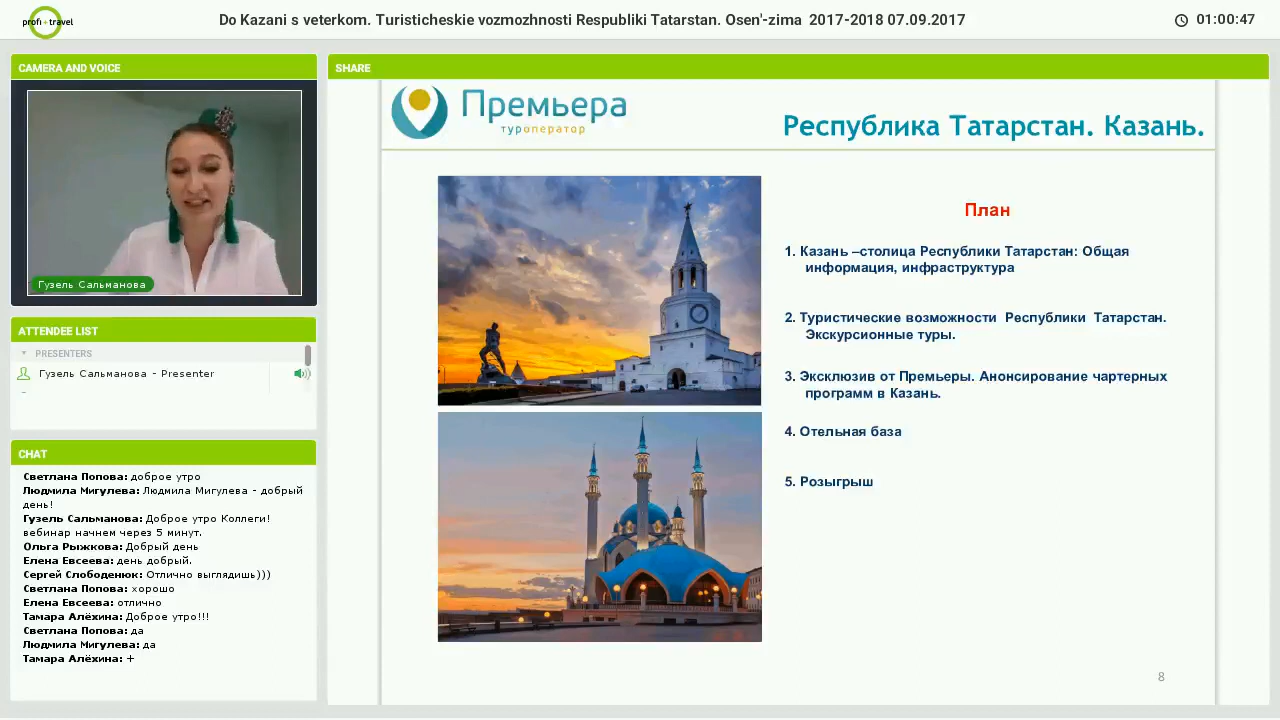 profi travel
Do Kazani s veterkom. Turisticheskie vozmozhnosti Respubliki Tatarstan. Osen'-zima 2017-2018 07.09.2017
01:00:47
CAMERA AND VOICE
Гузель Сальманова
ATTENDEE LIST
PRESENTERS
Гузель Сальманова - Presenter
CHAT
Светлана Попова: доброе утро
Людмила Мигулева: Людмила Мигулева - добрый
день!
Гузель Сальманова: Доброе утро Коллеги!
вебинар начнем через 5 минут.
Ольга Рыжкова: Добрый день
Елена Евсеева: день добрый.
Сергей Слободенюк: Отлично выглядишь)))
Светлана Попова: хорошо
Елена Евсеева: отлично
Тамара Алёхина: Доброе утро!!!
Светлана Попова: да
Людмила Мигулева: да
Тамара Алёхина: +
SHARE
Премьера
туроператор
Республика Татарстан. Казань.
План
1. Казань –столица Республики Татарстан: Общая
информация, инфраструктура
2. Туристические возможности Республики Татарстан.
Экскурсионные туры.
3. Эксклюзив от Премьеры. Анонсирование чартерных
программ в Казань.
4. Отельная база
5. Розыгрыш
8